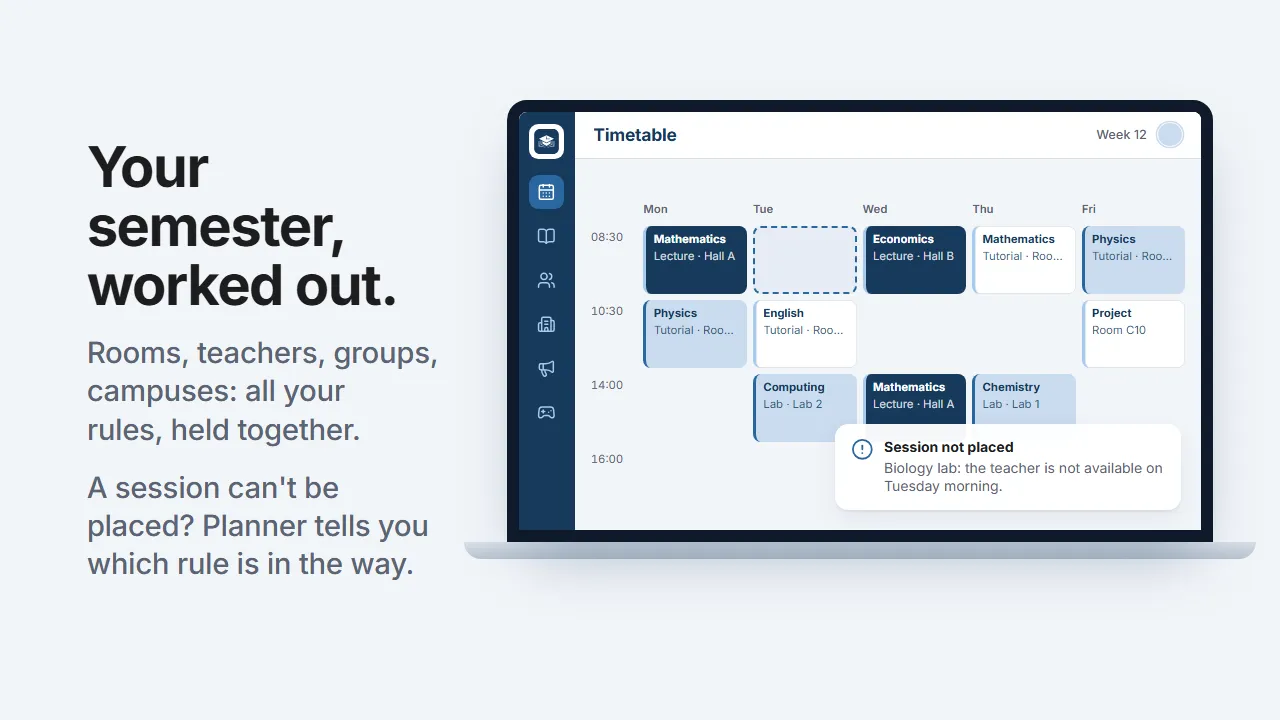 Your
semester,
worked out.
Rooms, teachers, groups,
campuses: all your
rules, held together.
A session can't be
placed? Planner tells you
which rule is in the way.
Timetable
Week 12
Mon Tue Wed Thu Fri
08:30
Mathematics
Lecture · Hall A
Economics
Lecture · Hall B
Mathematics
Tutorial · Roo...
Physics
Tutorial · Roo...
10:30
Physics
Tutorial · Roo...
English
Tutorial · Roo...
Project
Room C10
14:00
Computing
Lab · Lab 2
Mathematics
Lecture · Hall A
Chemistry
Lab · Lab 1
16:00
Session not placed
Biology lab: the teacher is not available on
Tuesday morning.